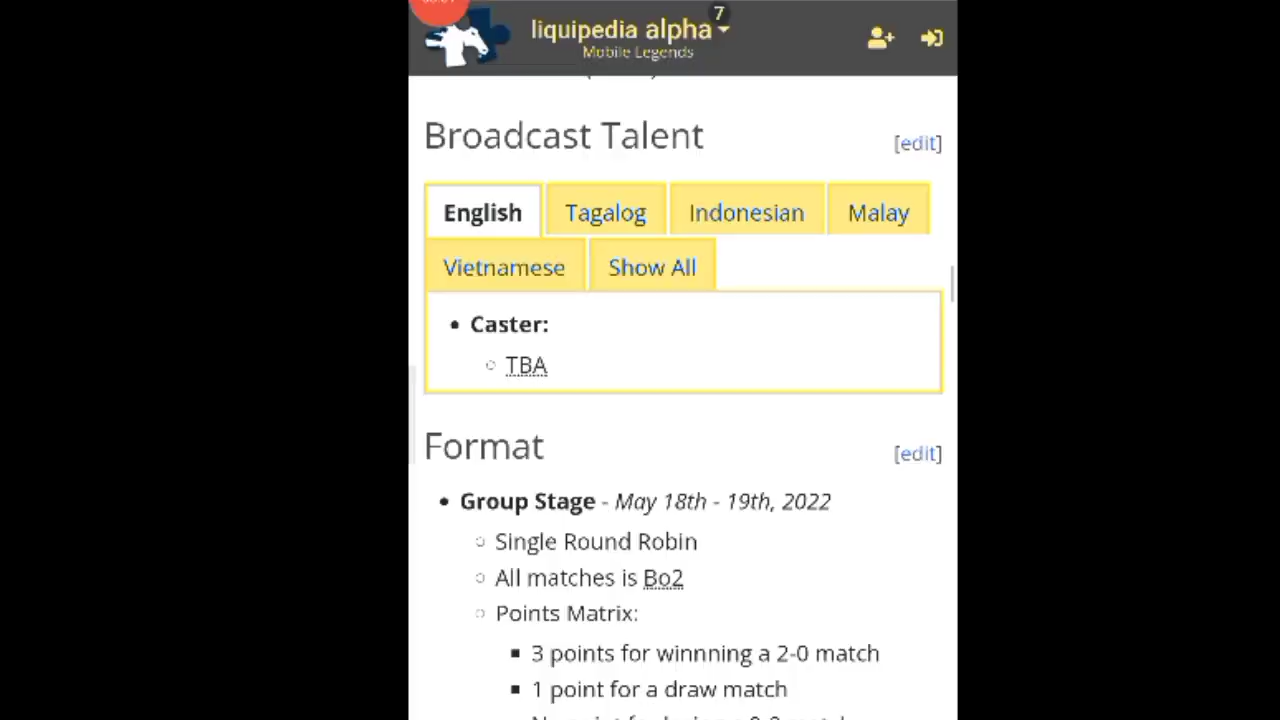 7
liquipedia alpha
Mobile Legends
Broadcast Talent
[edit]
English
Tagalog
Indonesian
Malay
Vietnamese
Show All
Caster:
TBA
Format
[edit]
Group Stage - May 18th - 19th, 2022
Single Round Robin
All matches is Bo2
Points Matrix:
3 points for winnning a 2-0 match
1 point for a draw match